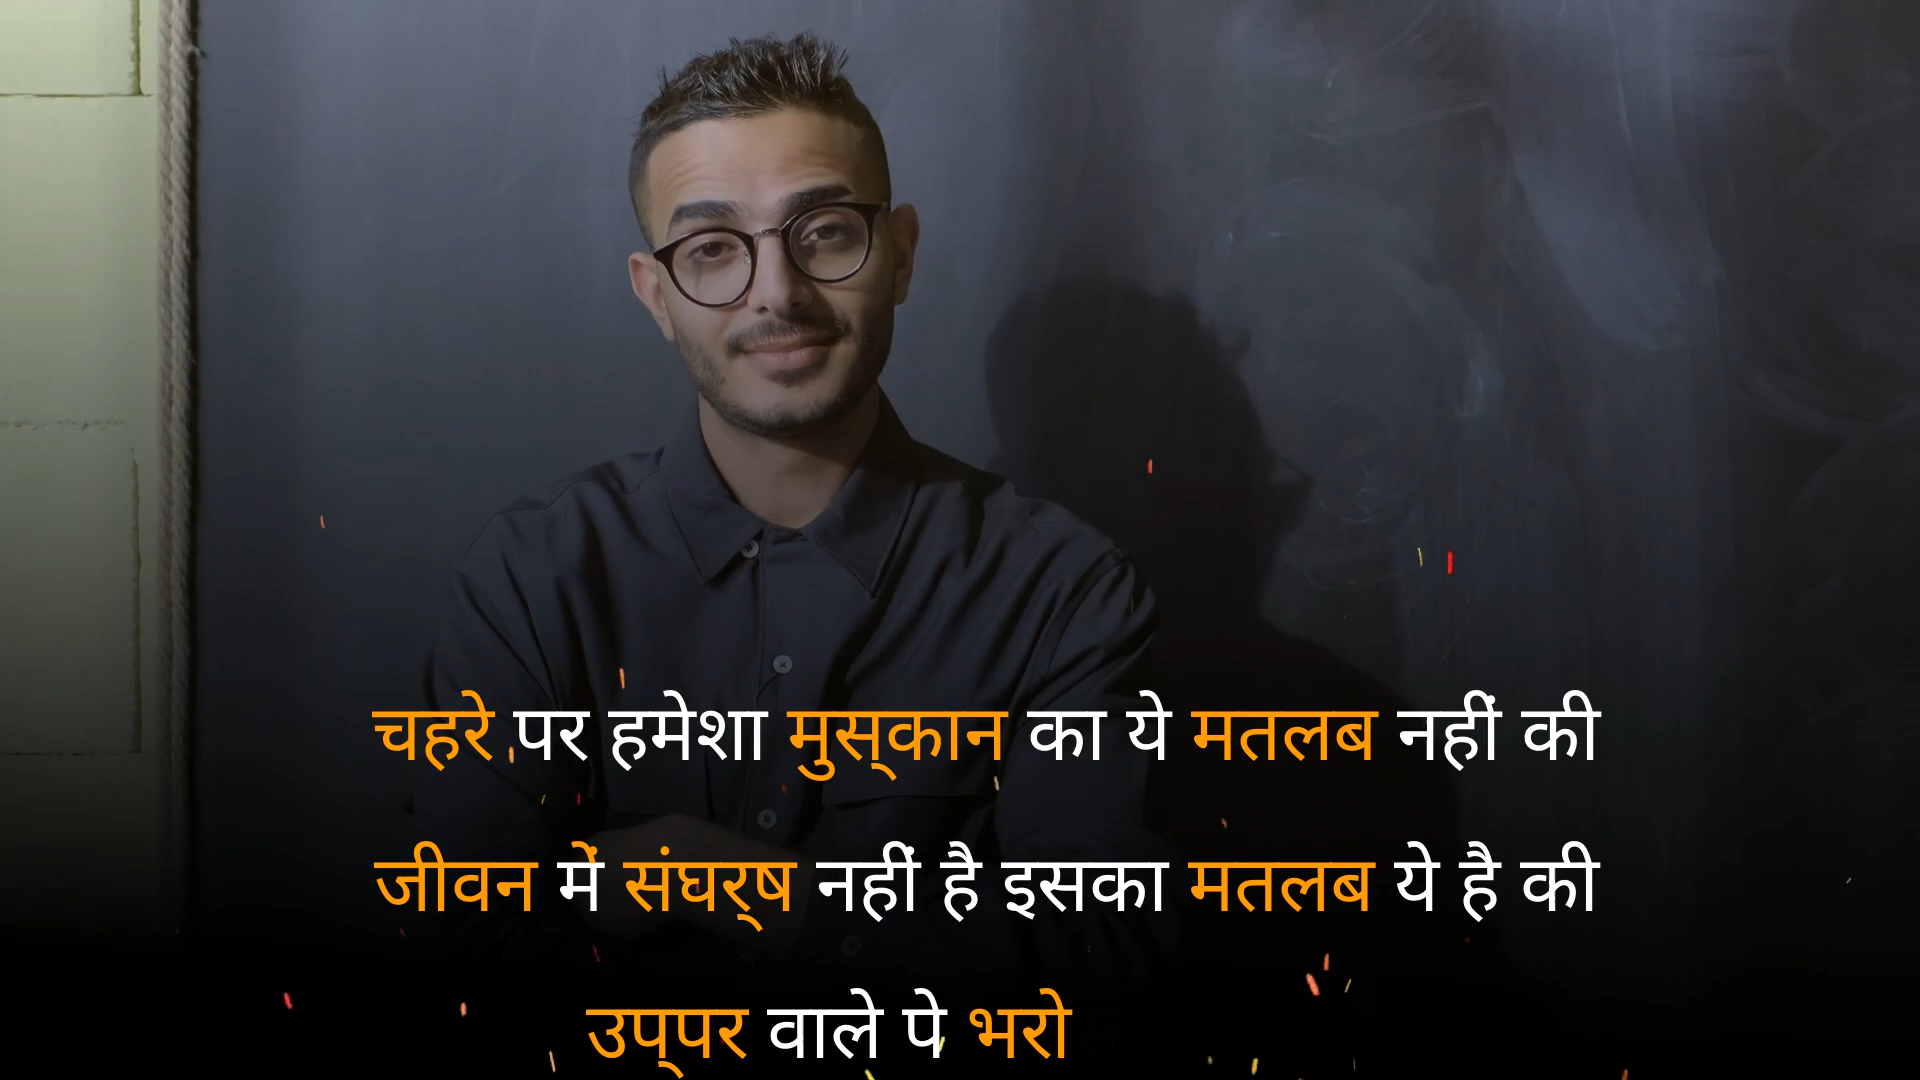 चहरे पर हमेशा मुस्कान का ये मतलब नहीं की
जीवन में संघर्ष नहीं है इसका मतलब ये है की
उप्पर वाले पे भरो